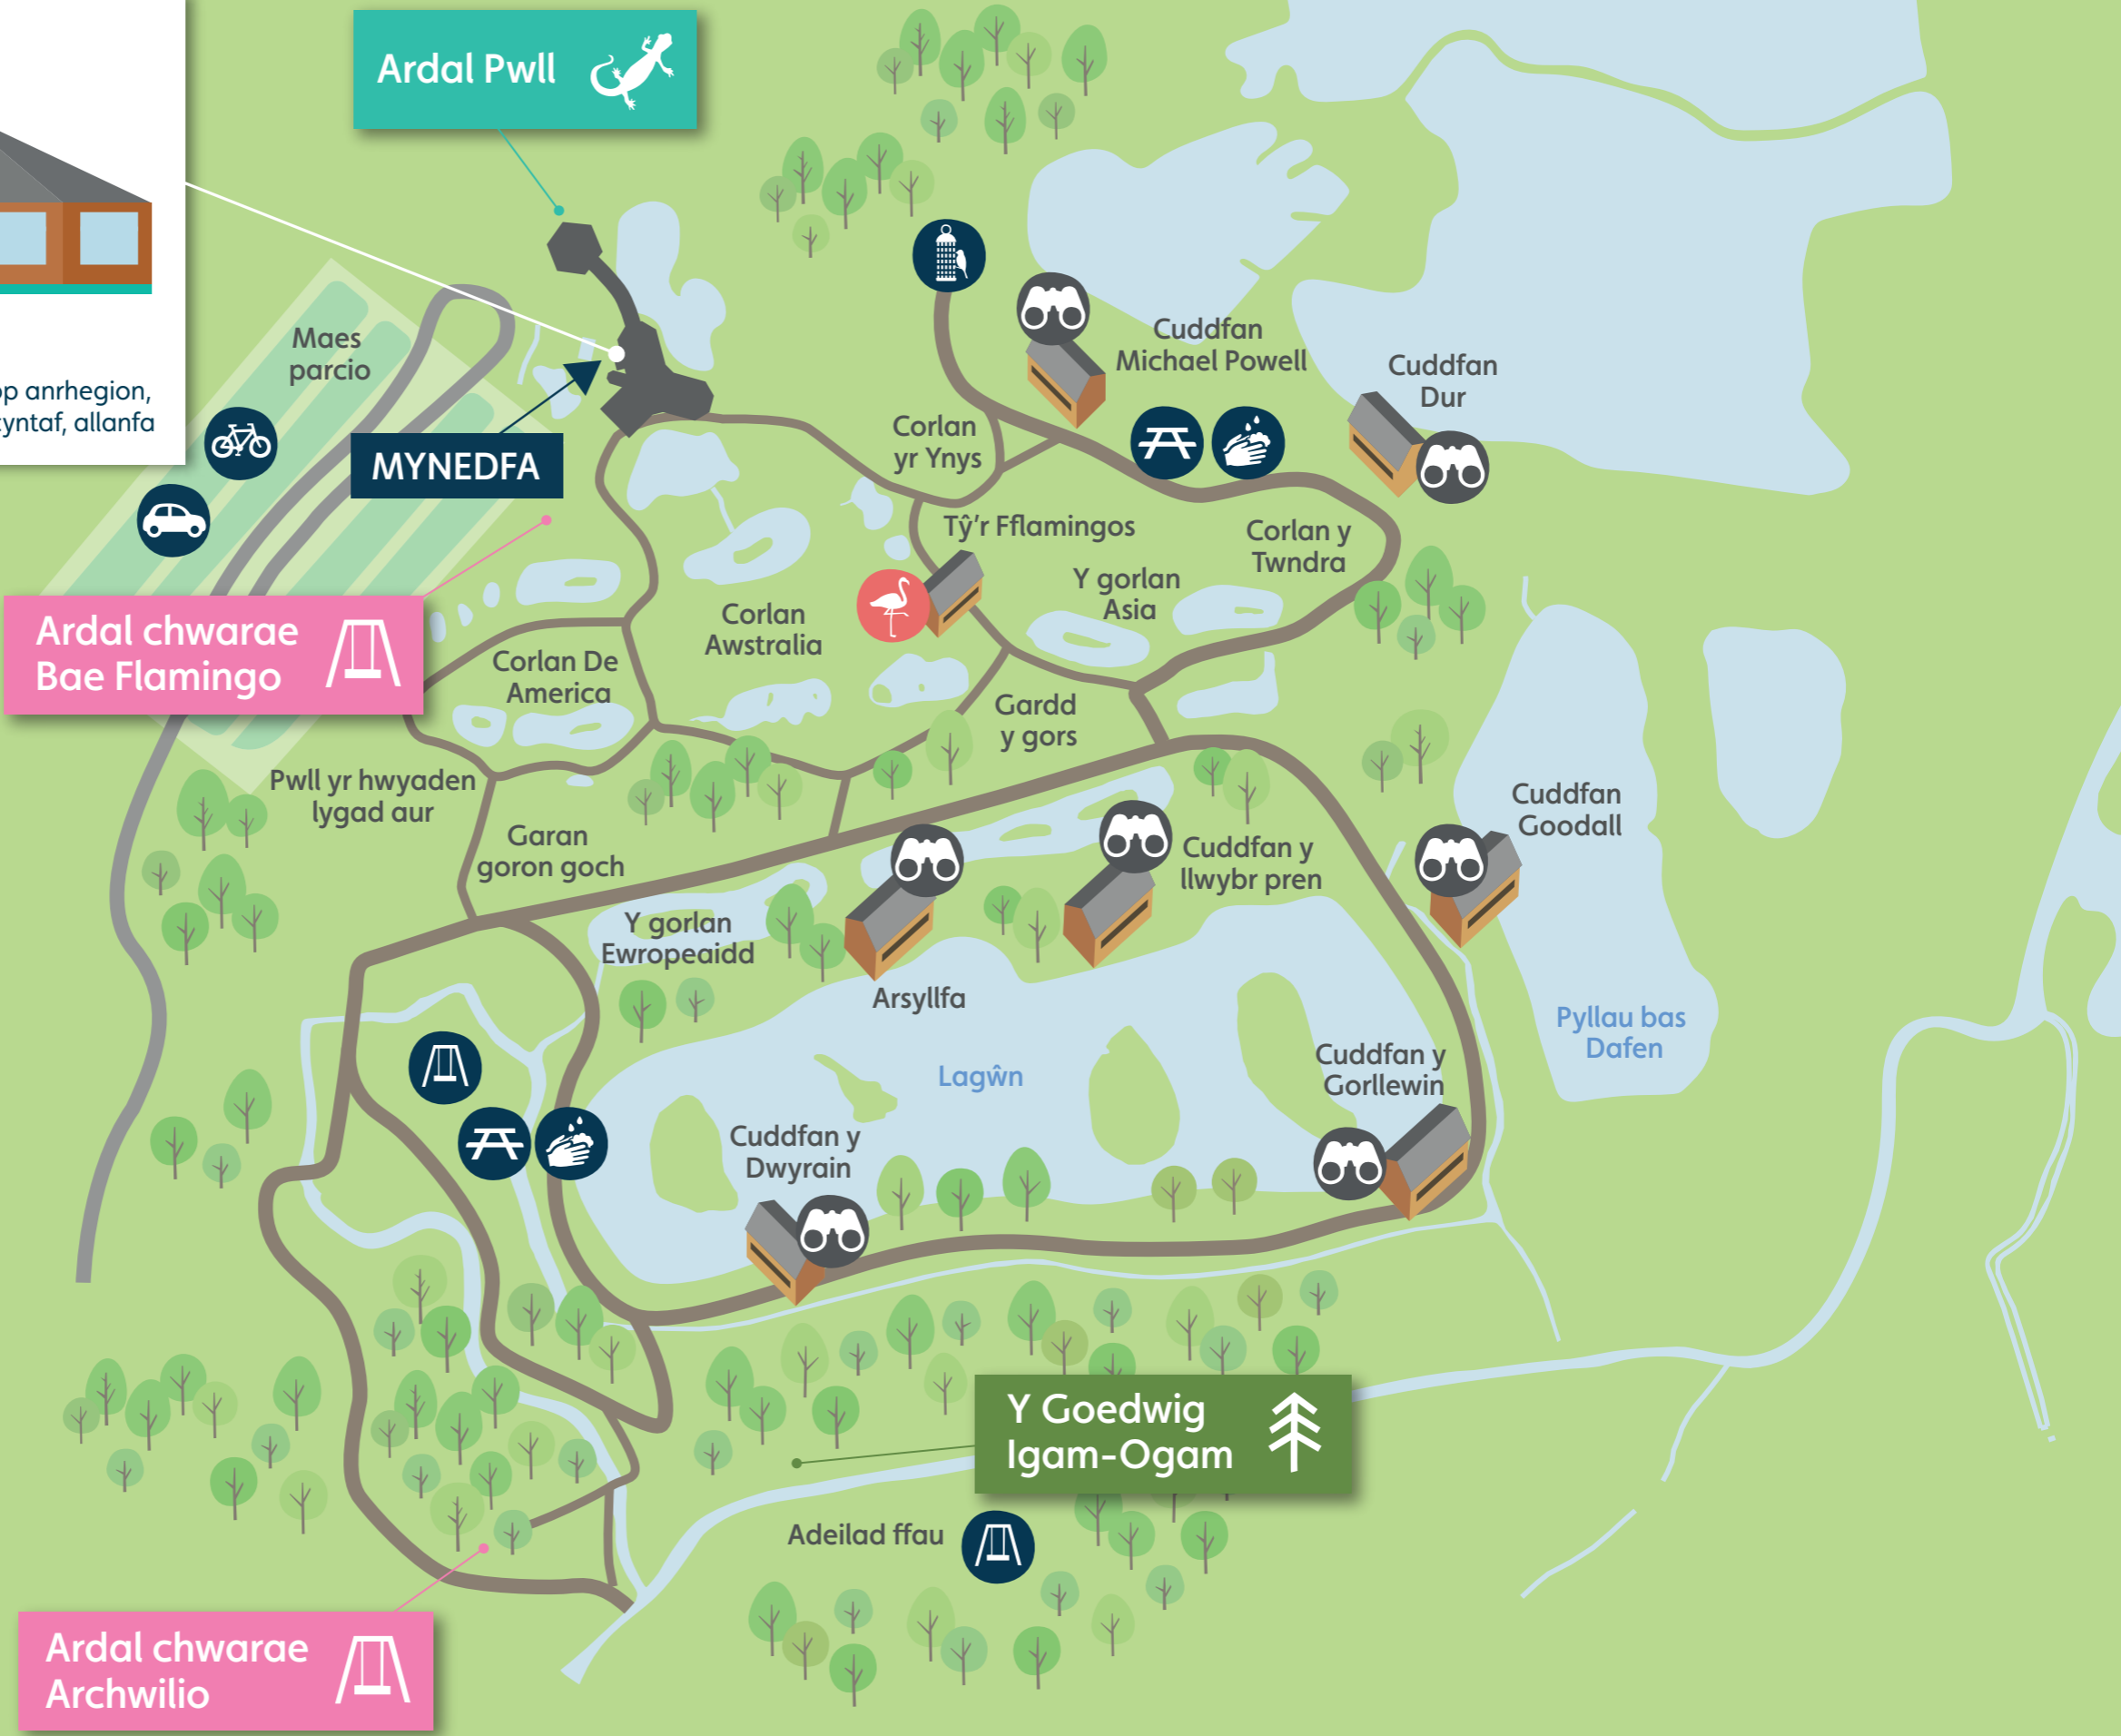 Ardal Pwll
op anrhegion,
cyntaf, allanfa
Maes
parcio
MYNEDFA
Cuddfan
Michael Powell
Cuddfan
Dur
Corlan
yr Ynys
Tŷ'r Fflamingos
Corlan y
Twndra
Y gorlan
Asia
Ardal chwarae
Bae Flamingo
Corlan
Awstralia
Corlan De
America
Gardd
y gors
Pwll yr hwyaden
lygad aur
Garan
goron goch
Cuddfan
Goodall
Cuddfan y
llwybr pren
Y gorlan
Ewropeaidd
Arsyllfa
Pyllau bas
Dafen
Lagŵn
Cuddfan y
Gorllewin
Cuddfan y
Dwyrain
Y Goedwig
Igam-Ogam
Adeilad ffau
Ardal chwarae
Archwilio